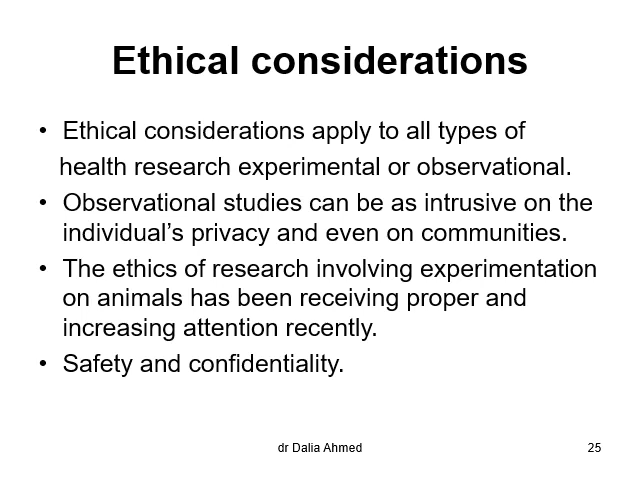 Ethical considerations
• Ethical considerations apply to all types of
health research experimental or observational.
• Observational studies can be as intrusive on the
individual’s privacy and even on communities.
• The ethics of research involving experimentation
on animals has been receiving proper and
increasing attention recently.
• Safety and confidentiality.
dr Dalia Ahmed
25